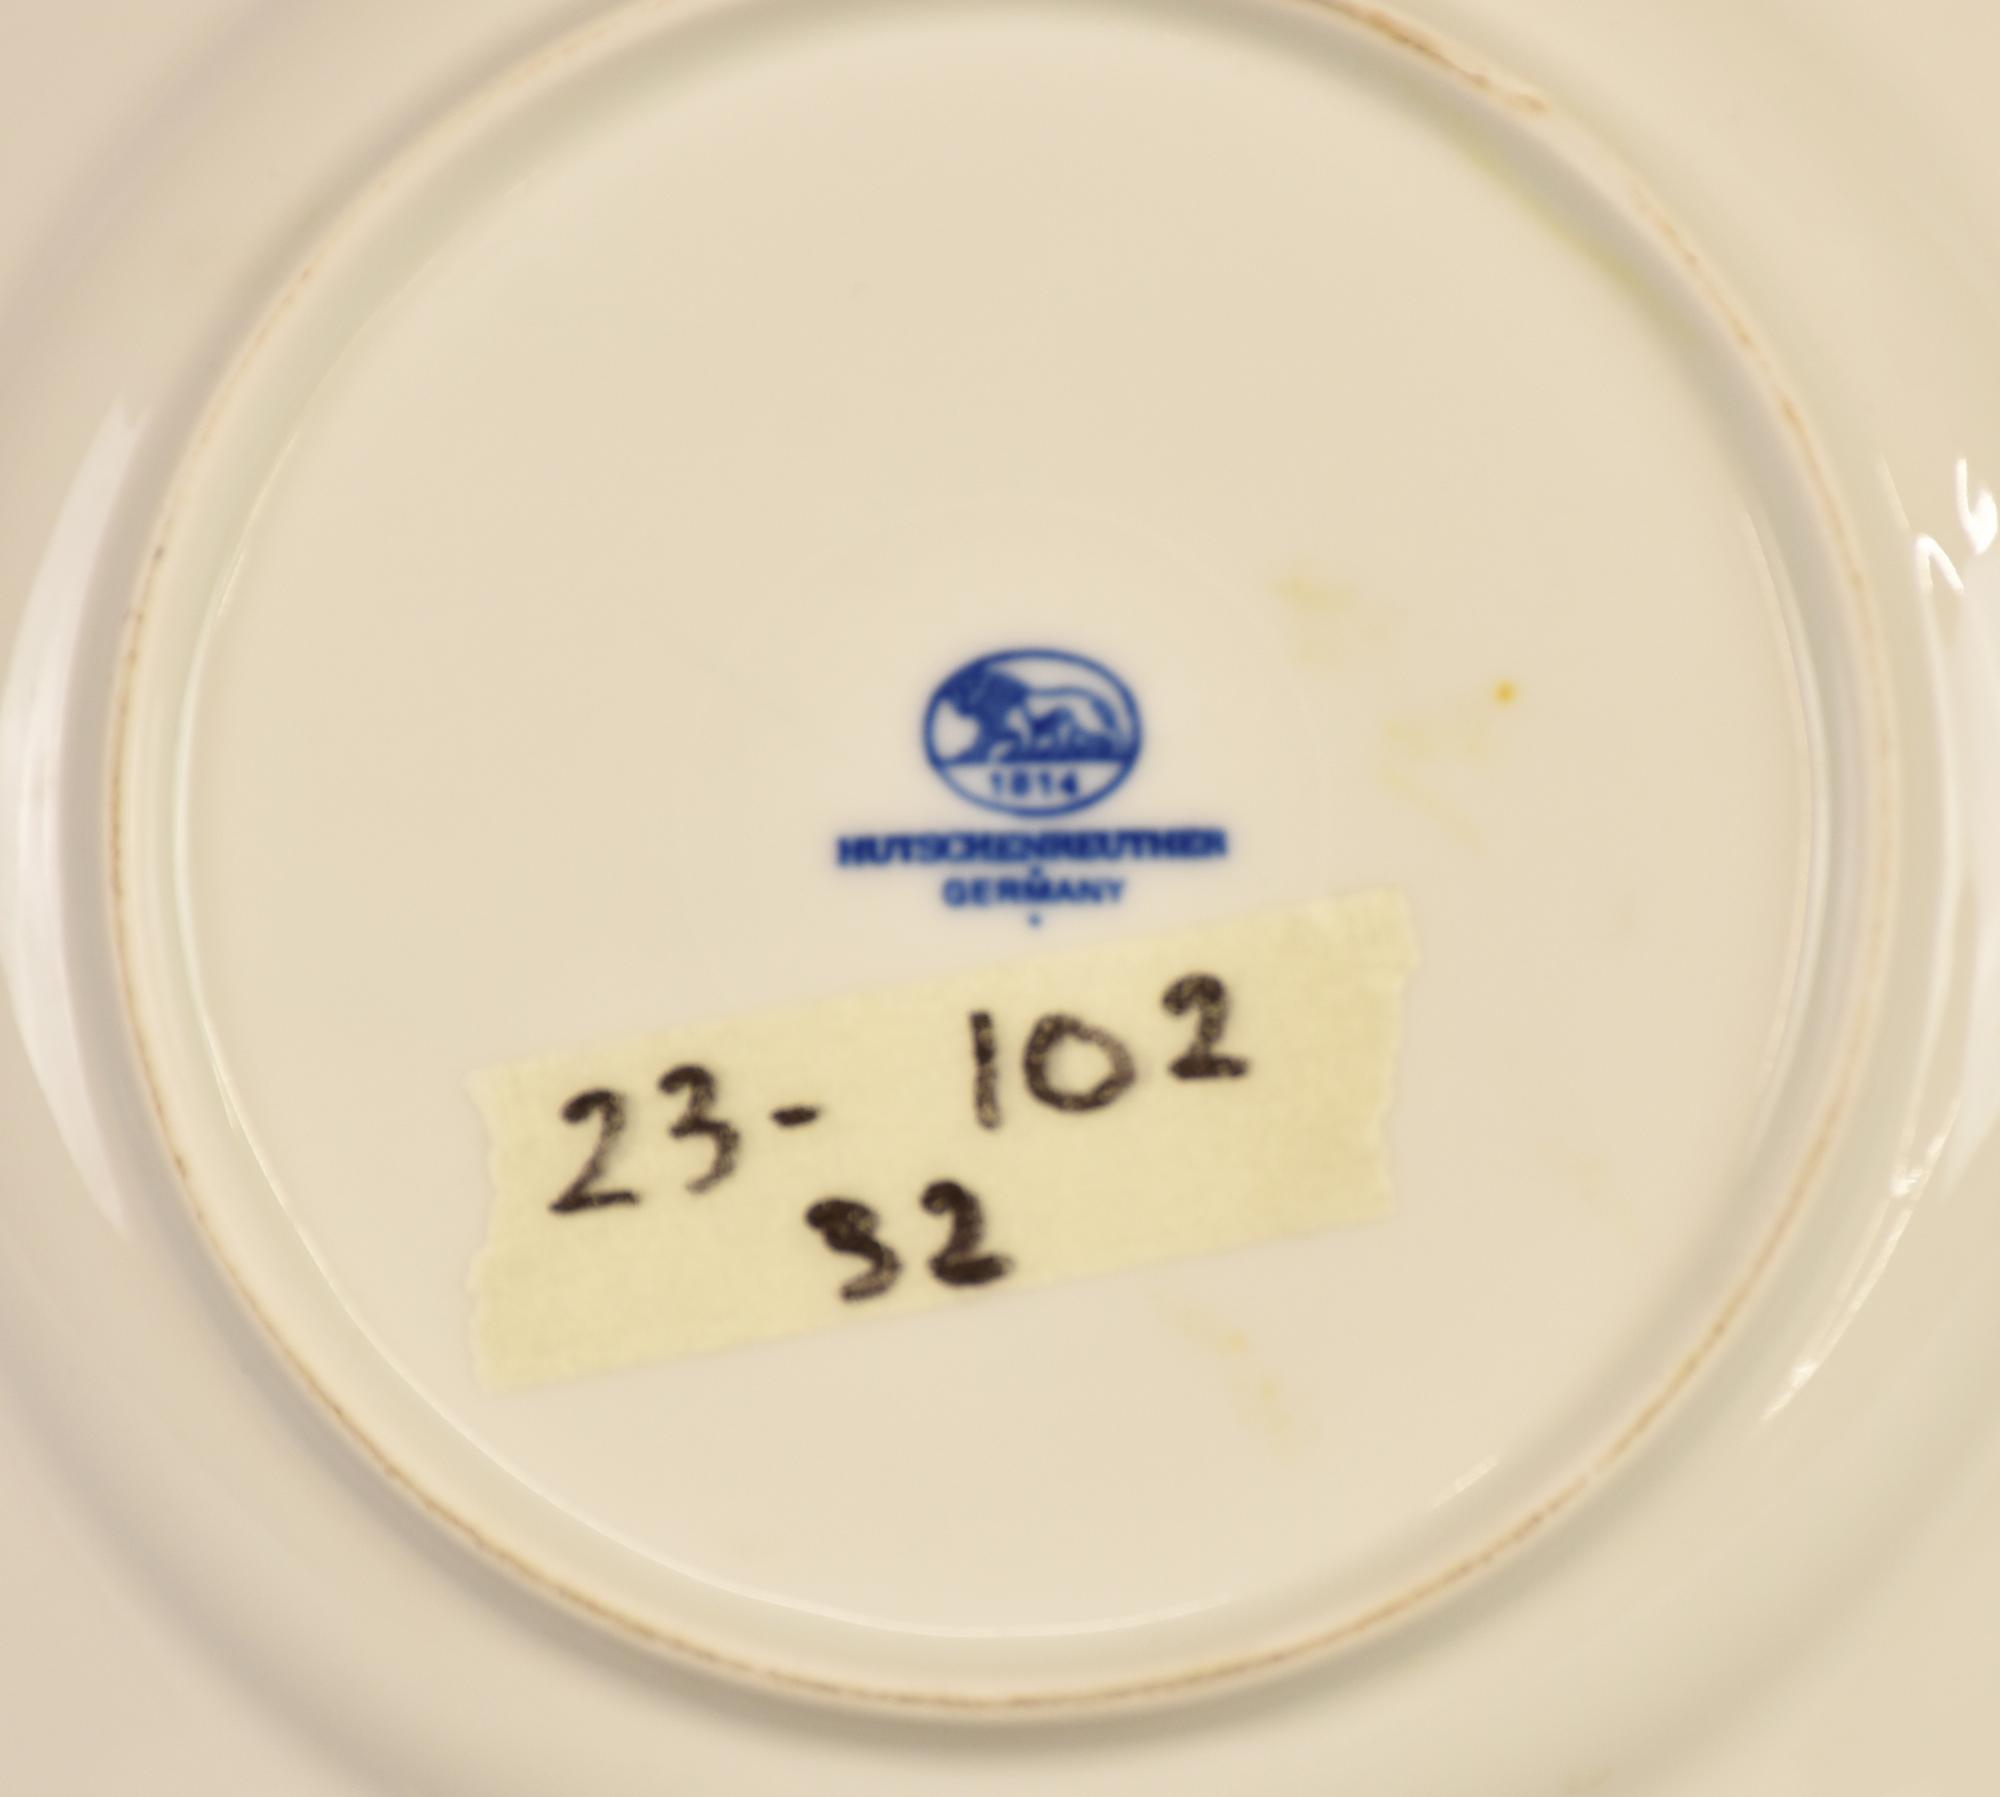 1814
HUTSCHENREUTHER
GERMANY
23- 102
32